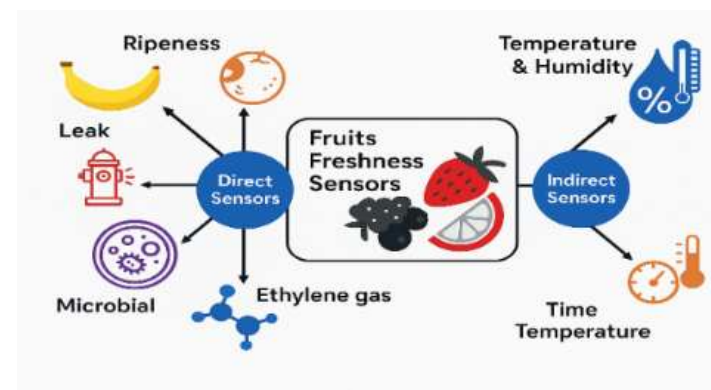 Ripeness
Temperature
& Humidity
%
Leak
Fruits
Freshness
Sensors
Direct
Sensors
Indirect
Sensors
Microbial
Ethylene gas
Time
Temperature